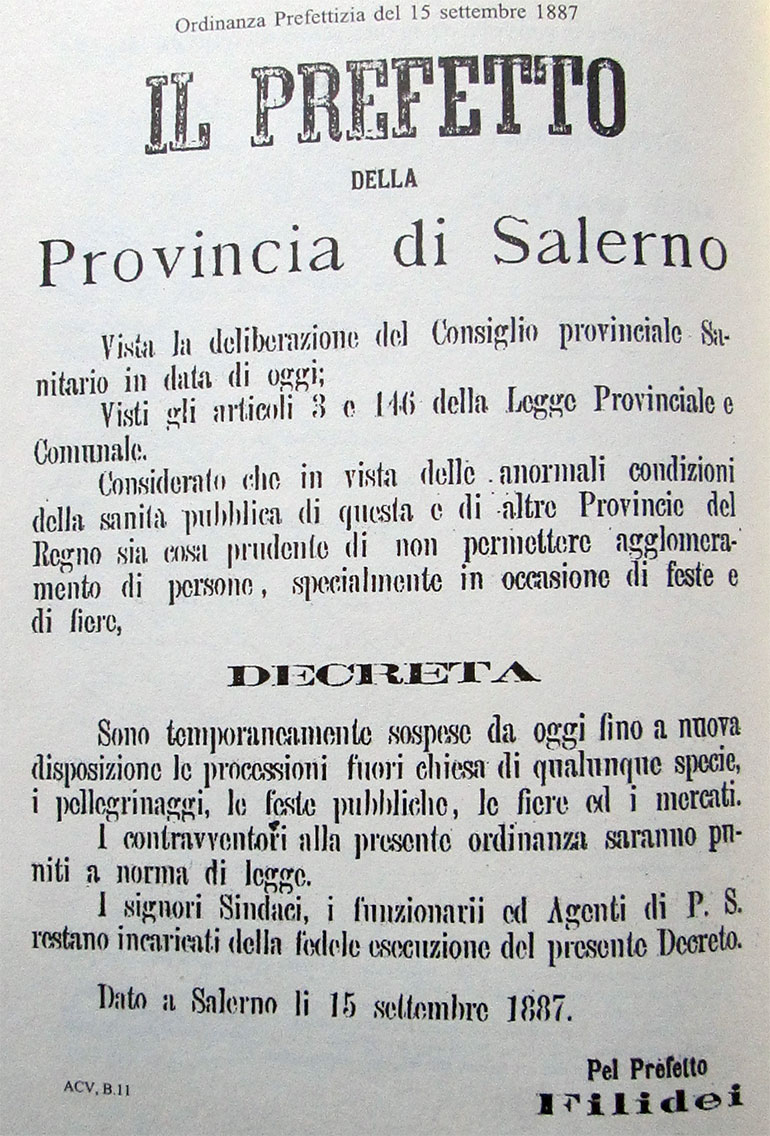 Ordinanza Prefettizia del 15 settembre 1887
IL PREFETTO
DELLA
Provincia di Salerno
Vista la deliberazione del Consiglio provinciale Sa-
nitario in data di oggi;
Visti gli articoli 3 e 146 della Legge Provinciale e
Comunale.
Considerato che in vista delle anormali condizioni
della sanità pubblica di questa e di altre Provincie del
Regno sia cosa prudente di non permettere agglomera-
mento di persone, specialmente in occasione di feste e
di fiere,
DECRETA
Sono temporaneamente sospese da oggi fino a nuova
disposizione le processioni fuori chiesa di qualunque specie,
i pellegrinaggi, le feste pubbliche, le fiere ed i mercati.
I contravventori alla presente ordinanza saranno pu-
niti a norma di legge.
I signori Sindaci, i funzionarii ed Agenti di P. S.
restano incaricati della fedele esecuzione del presente Decreto.
Dato a Salerno li 15 settembre 1887.
Pel Prefetto
Filidei
ACV, B.11